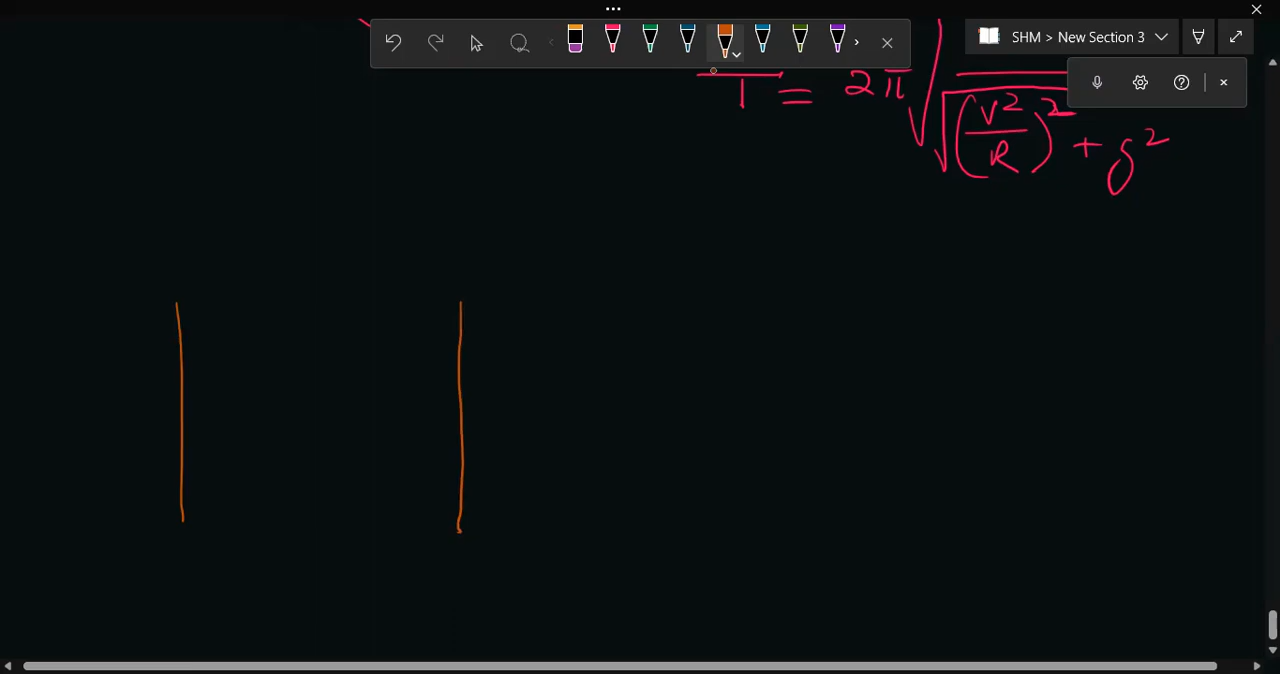 SHM > New Section 3
T = 2π √ √(V²/R)² + g²